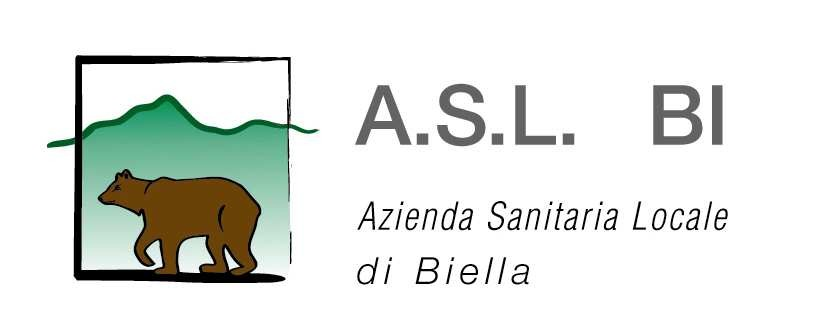 A.S.L. BI
Azienda Sanitaria Locale
di Biella